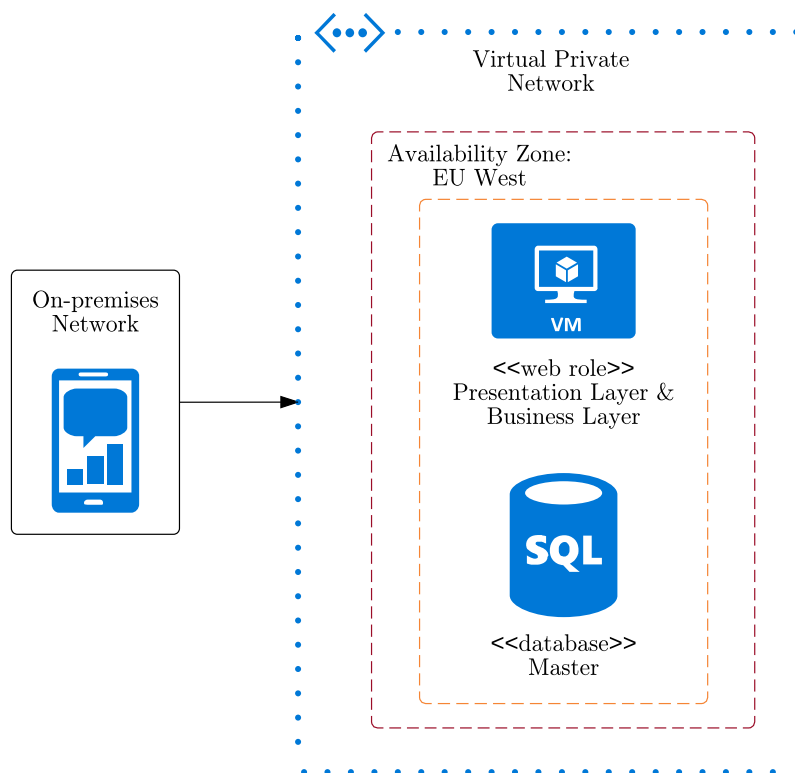 Virtual Private
Network
Availability Zone:
EU West
On-premises
Network
VM
<<web role>>
Presentation Layer &
Business Layer
SQL
<<database>>
Master